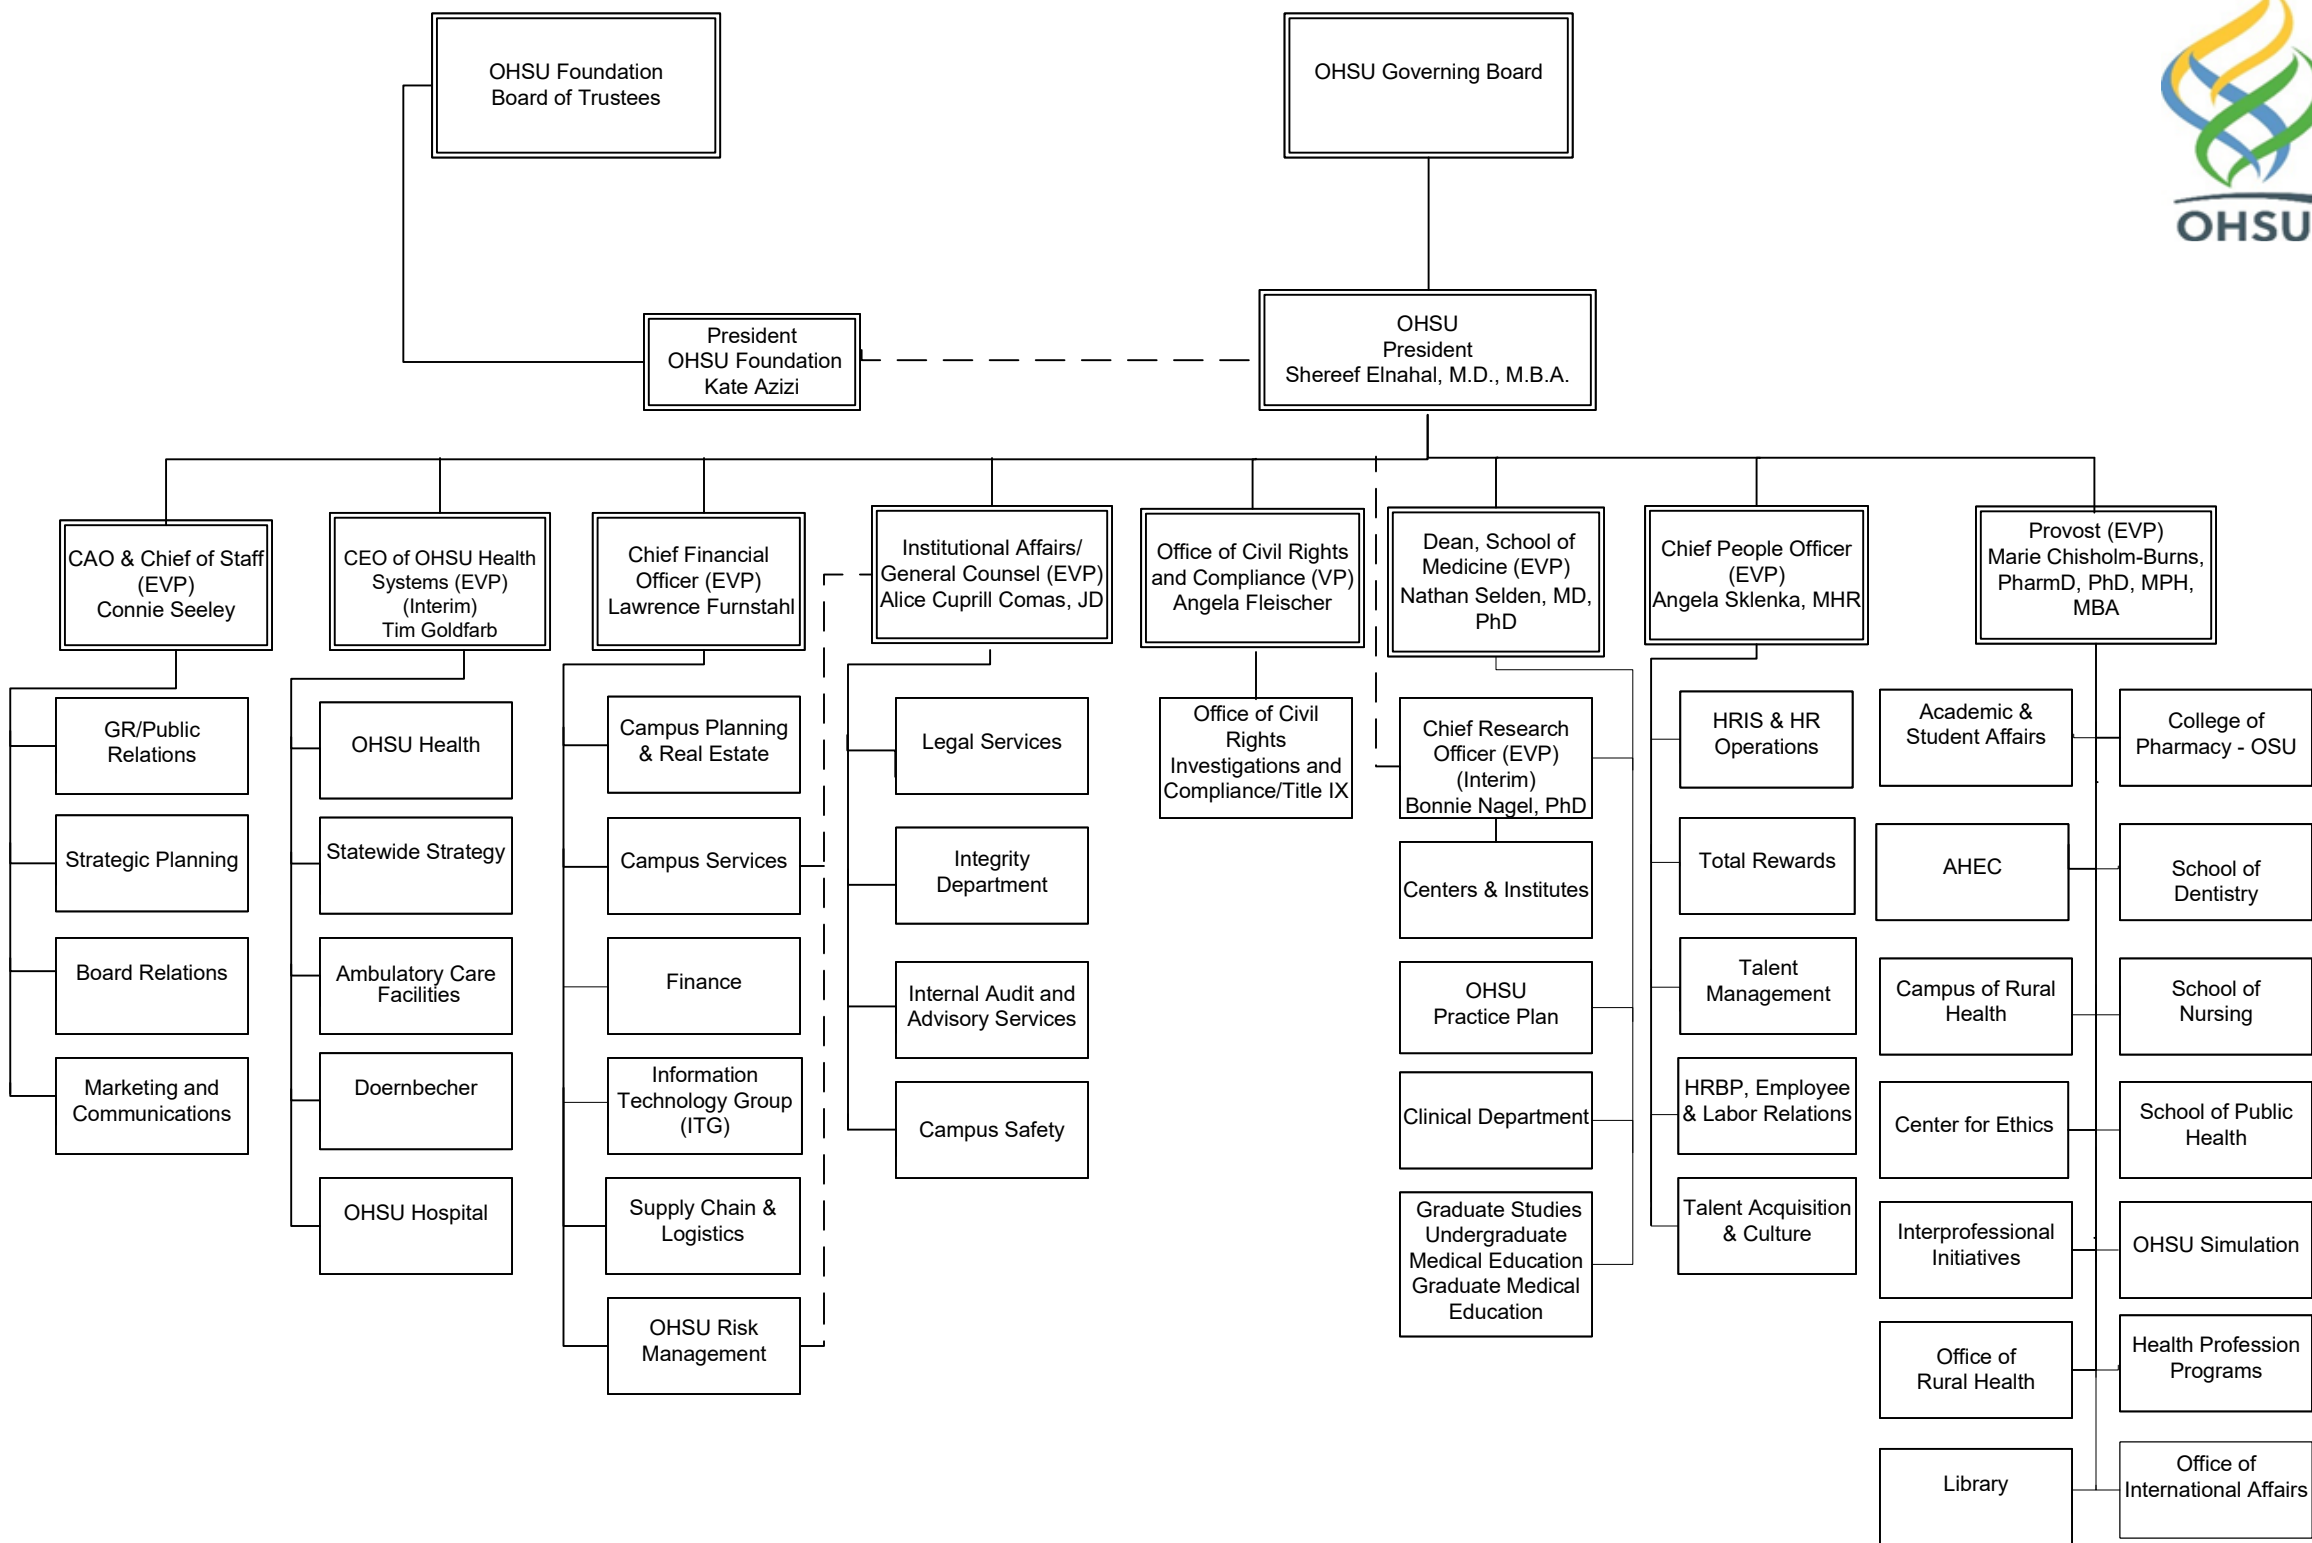 OHSU Foundation
Board of Trustees
OHSU Governing Board
OHSU
President
OHSU Foundation
Kate Azizi
OHSU
President
Shereef Elnahal, M.D., M.B.A.
CAO & Chief of Staff
(EVP)
Connie Seeley
CEO of OHSU Health
Systems (EVP)
(Interim)
Tim Goldfarb
Chief Financial
Officer (EVP)
Lawrence Furnstahl
Institutional Affairs/
General Counsel (EVP)
Alice Cuprill Comas, JD
Office of Civil Rights
and Compliance (VP)
Angela Fleischer
Dean, School of
Medicine (EVP)
Nathan Selden, MD,
PhD
Chief People Officer
(EVP)
Angela Sklenka, MHR
Provost (EVP)
Marie Chisholm-Burns,
PharmD, PhD, MPH,
MBA
GR/Public
Relations
Strategic Planning
Board Relations
Marketing and
Communications
OHSU Health
Statewide Strategy
Ambulatory Care
Facilities
Doernbecher
OHSU Hospital
Campus Planning
& Real Estate
Campus Services
Finance
Information
Technology Group
(ITG)
Supply Chain &
Logistics
OHSU Risk
Management
Legal Services
Integrity
Department
Internal Audit and
Advisory Services
Campus Safety
Office of Civil
Rights
Investigations and
Compliance/Title IX
Chief Research
Officer (EVP)
(Interim)
Bonnie Nagel, PhD
Centers & Institutes
OHSU
Practice Plan
Clinical Department
Graduate Studies
Undergraduate
Medical Education
Graduate Medical
Education
HRIS & HR
Operations
Total Rewards
Talent
Management
HRBP, Employee
& Labor Relations
Talent Acquisition
& Culture
Academic &
Student Affairs
AHEC
Campus of Rural
Health
Center for Ethics
Interprofessional
Initiatives
Office of
Rural Health
Library
College of
Pharmacy - OSU
School of
Dentistry
School of
Nursing
School of Public
Health
OHSU Simulation
Health Profession
Programs
Office of
International Affairs